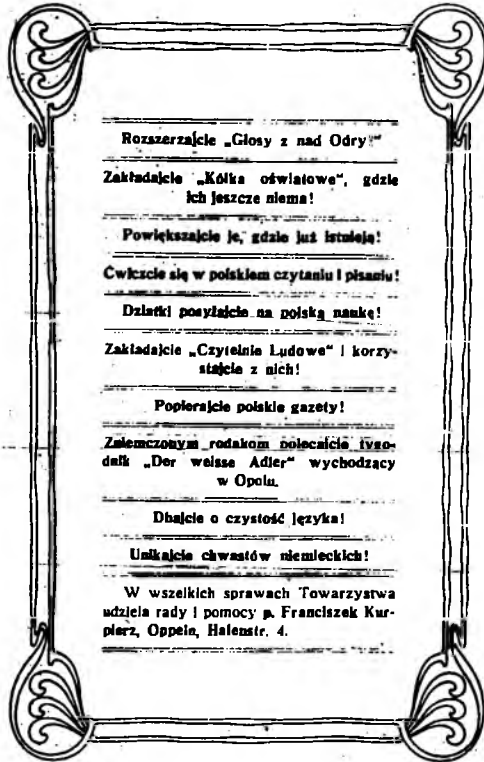 Rozszerzajcie „Głosy z nad Odry!"
Zakładajcie „Kółka oświatowe", gdzie
ich jeszcze niema!
Powiększajcie je, gdzie już istnieją!
Ćwiczcie się w polskiem czytaniu i pisaniu!
Dziatki posyłajcie na polską naukę!
Zakładajcie „Czytelnie Ludowe" i korzy-
stajcie z nich!
Popierajcie polskie gazety!
Zniemczonym rodakom polecajcie tygo-
dnik „Der weisse Adler" wychodzący
w Opolu.
Dbajcie o czystość języka!
Unikajcie chwastów niemieckich!
W wszelkich sprawach Towarzystwa
udziela rady i pomocy p. Franciszek Kur-
pierz, Oppeln, Hafenstr. 4.